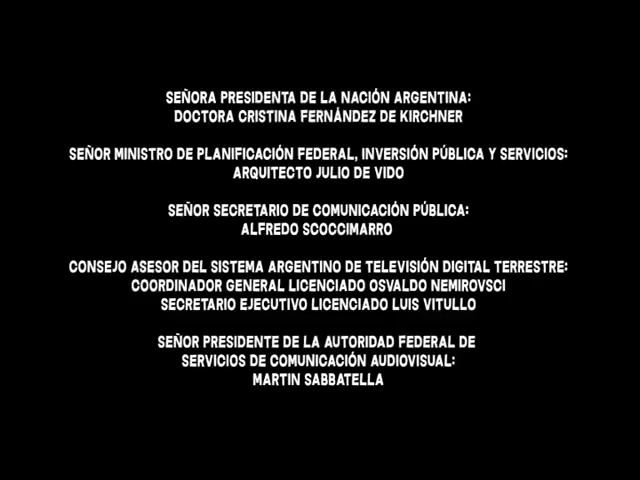 SEÑORA PRESIDENTA DE LA NACIÓN ARGENTINA:
DOCTORA CRISTINA FERNÁNDEZ DE KIRCHNER
SEÑOR MINISTRO DE PLANIFICACIÓN FEDERAL, INVERSIÓN PÚBLICA Y SERVICIOS:
ARQUITECTO JULIO DE VIDO
SEÑOR SECRETARIO DE COMUNICACIÓN PÚBLICA:
ALFREDO SCOCCIMARRO
CONSEJO ASESOR DEL SISTEMA ARGENTINO DE TELEVISIÓN DIGITAL TERRESTRE:
COORDINADOR GENERAL LICENCIADO OSVALDO NEMIROVSCI
SECRETARIO EJECUTIVO LICENCIADO LUIS VITULLO
SEÑOR PRESIDENTE DE LA AUTORIDAD FEDERAL DE
SERVICIOS DE COMUNICACIÓN AUDIOVISUAL:
MARTIN SABBATELLA